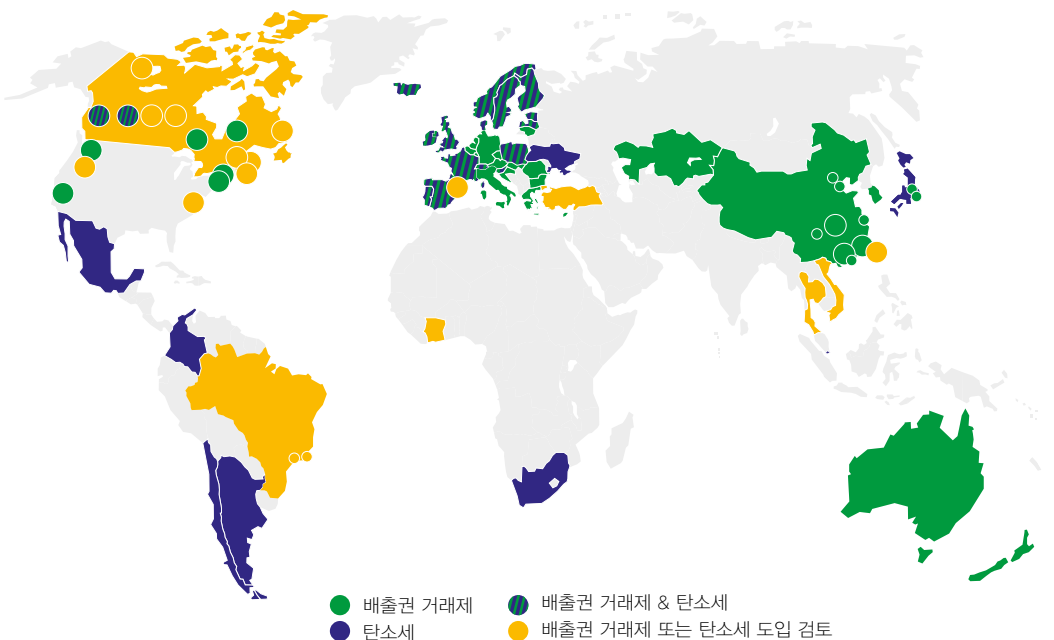 배출권 거래제
배출권 거래제 & 탄소세
탄소세
배출권 거래제 또는 탄소세 도입 검토